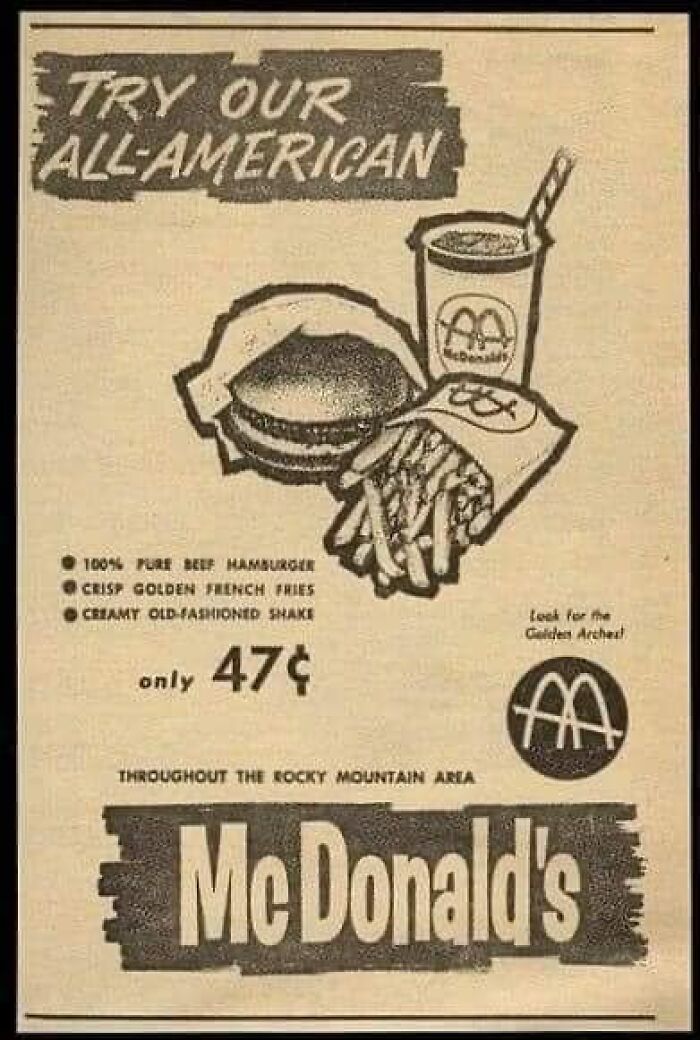 TRY OUR
ALL-AMERICAN
McDonald's
● 100% PURE BEEF HAMBURGER
● CRISP GOLDEN FRENCH FRIES
● CREAMY OLD-FASHIONED SHAKE
only 47¢
Look for the
Golden Arches!
THROUGHOUT THE ROCKY MOUNTAIN AREA
McDonald's